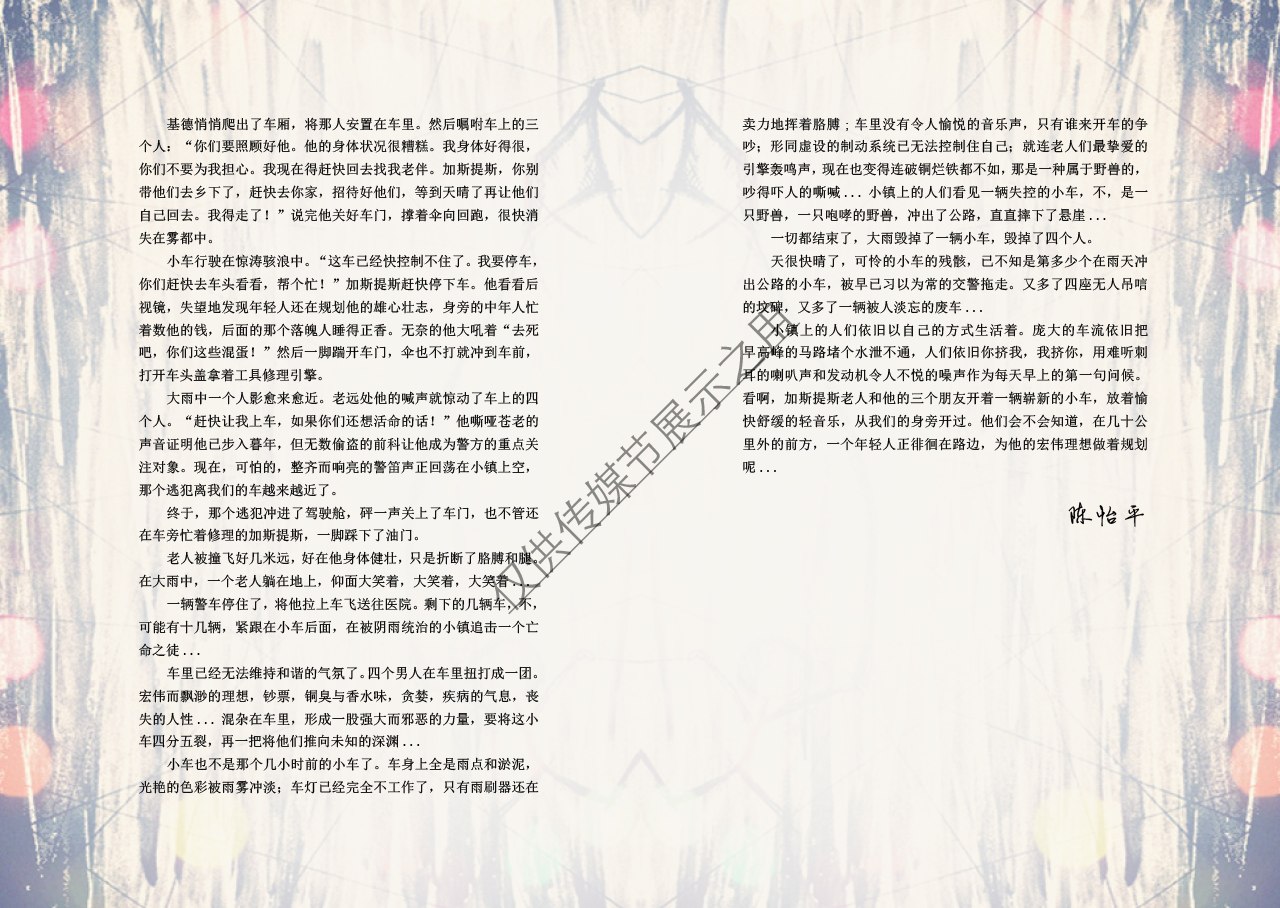 基德悄悄爬出了车厢，将那人安置在车里。然后嘱咐车上的三
个人：“你们要照顾好他。他的身体状况很糟糕。我身体好得很，
你们不要为我担心。我现在得赶快回去找我老伴。加斯提斯，你别
带他们去乡下了，赶快去你家，招待好他们，等到天晴了再让他们
自己回去。我得走了！”说完他关好车门，撑着伞向回跑，很快消
失在雾都中。
小车行驶在惊涛骇浪中。“这车已经快控制不住了。我要停车，
你们赶快去车头看看，帮个忙！”加斯提斯赶快停下车。他看看后
视镜，失望地发现年轻人还在规划他的雄心壮志，身旁的中年人忙
着数他的钱，后面的那个落魄人睡得正香。无奈的他大吼着“去死
吧，你们这些混蛋！”然后一脚踹开车门，伞也不打就冲到车前，
打开车头盖拿着工具修理引擎。
大雨中一个人影愈来愈近。老远处他的喊声就惊动了车上的四
个人。“赶快让我上车，如果你们还想活命的话！”他嘶哑苍老的
声音证明他已步入暮年，但无数偷盗的前科让他成为警方的重点关
注对象。现在，可怕的，整齐而响亮的警笛声正回荡在小镇上空，
那个逃犯离我们的车越来越近了。
终于，那个逃犯冲进了驾驶舱，砰一声关上了车门，也不管还
在车旁忙着修理的加斯提斯，一脚踩下了油门。
老人被撞飞好几米远，好在他身体健壮，只是折断了胳膊和腿。
在大雨中，一个老人躺在地上，仰面大笑着，大笑着，大笑着...
一辆警车停住了，将他拉上车飞送往医院。剩下的几辆车，不，
可能有十几辆，紧跟在小车后面，在被阴雨统治的小镇追击一个亡
命之徒...
车里已经无法维持和谐的气氛了。四个男人在车里扭打成一团。
宏伟而飘渺的理想，钞票，铜臭与香水味，贪婪，疾病的气息，丧
失的人性...混杂在车里，形成一股强大而邪恶的力量，要将这小
车四分五裂，再一把将他们推向未知的深渊...
小车也不是那个几小时前的小车了。车身上全是雨点和淤泥，
光艳的色彩被雨雾冲淡；车灯已经完全不工作了，只有雨刷器还在
卖力地挥着胳膊；车里没有令人愉悦的音乐声，只有谁来开车的争
吵；形同虚设的制动系统已无法控制住自己；就连老人们最挚爱的
引擎轰鸣声，现在也变得连破铜烂铁都不如，那是一种属于野兽的，
吵得吓人的嘶喊...小镇上的人们看见一辆失控的小车，不，是一
只野兽，一只咆哮的野兽，冲出了公路，直直摔下了悬崖...
一切都结束了，大雨毁掉了一辆小车，毁掉了四个人。
天很快晴了，可怜的小车的残骸，已不知是第多少个在雨天冲
出公路的小车，被早已习以为常的交警拖走。又多了四座无人吊唁
的坟碑，又多了一辆被人淡忘的废车...
小镇上的人们依旧以自己的方式生活着。庞大的车流依旧把
早高峰的马路堵个水泄不通，人们依旧你挤我，我挤你，用难听刺
耳的喇叭声和发动机令人不悦的噪声作为每天早上的第一句问候。
看啊，加斯提斯老人和他的三个朋友开着一辆崭新的小车，放着愉
快舒缓的轻音乐，从我们的身旁开过。他们会不会知道，在几十公
里外的前方，一个年轻人正徘徊在路边，为他的宏伟理想做着规划
呢...
陈怡平
仅供传媒节展示之用